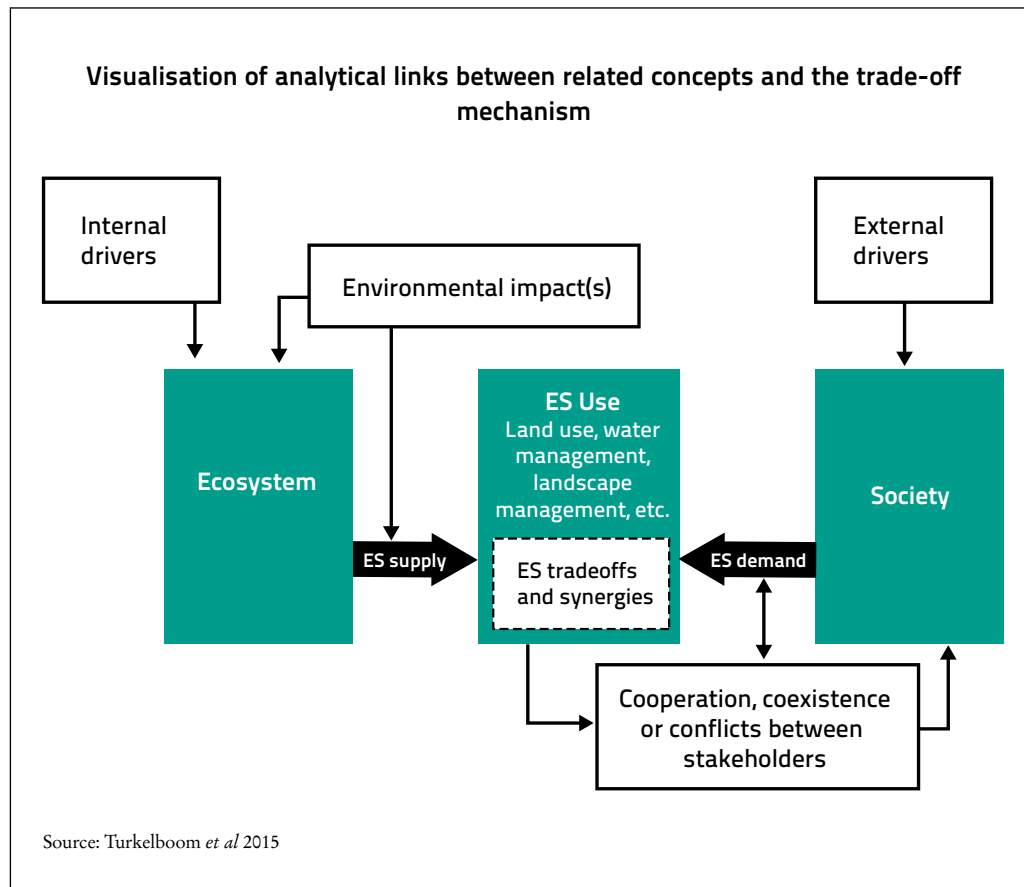 Visualisation of analytical links between related concepts and the trade-off
mechanism
Internal
drivers
External
drivers
Environmental impact(s)
Ecosystem
ES Use
Land use, water
management,
landscape
management, etc.
Society
ES supply
ES demand
ES tradeoffs
and synergies
Cooperation, coexistence
or conflicts between
stakeholders
Source: Turkelboom et al 2015